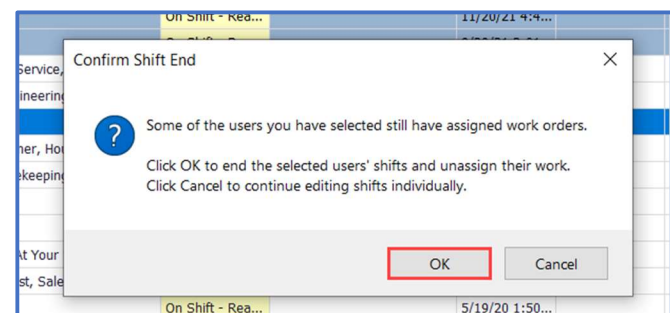 On Shift - Rea... 11/20/21 4:4...
Confirm Shift End
Service,
ineering
Some of the users you have selected still have assigned work orders.
ner, Hou
Click OK to end the selected users' shifts and unassign their work.
ekeeping
Click Cancel to continue editing shifts individually.
At Your
OK Cancel
st, Sale
On Shift - Rea... 5/19/20 1:50...